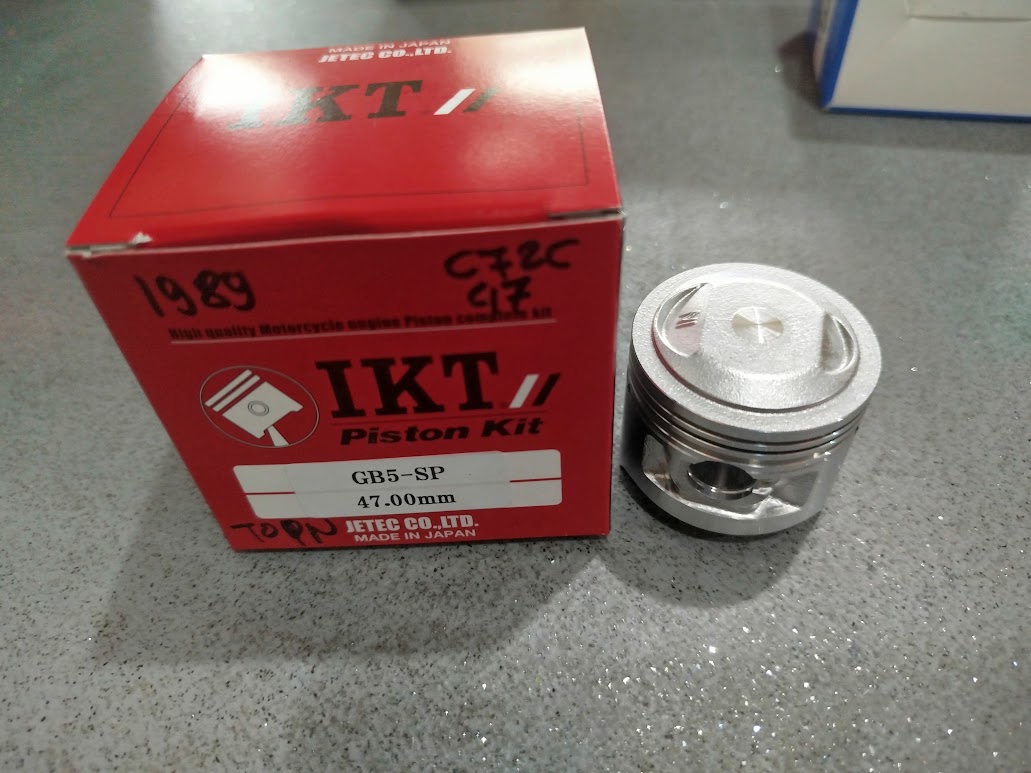 MADE IN JAPAN
JETEC CO.,LTD.
IKT
1989
C72C
47
High quality Motorcycle engine Piston complete kit
IKT
Piston Kit
GB5-SP
47.00mm
JETEC CO.,LTD.
MADE IN JAPAN